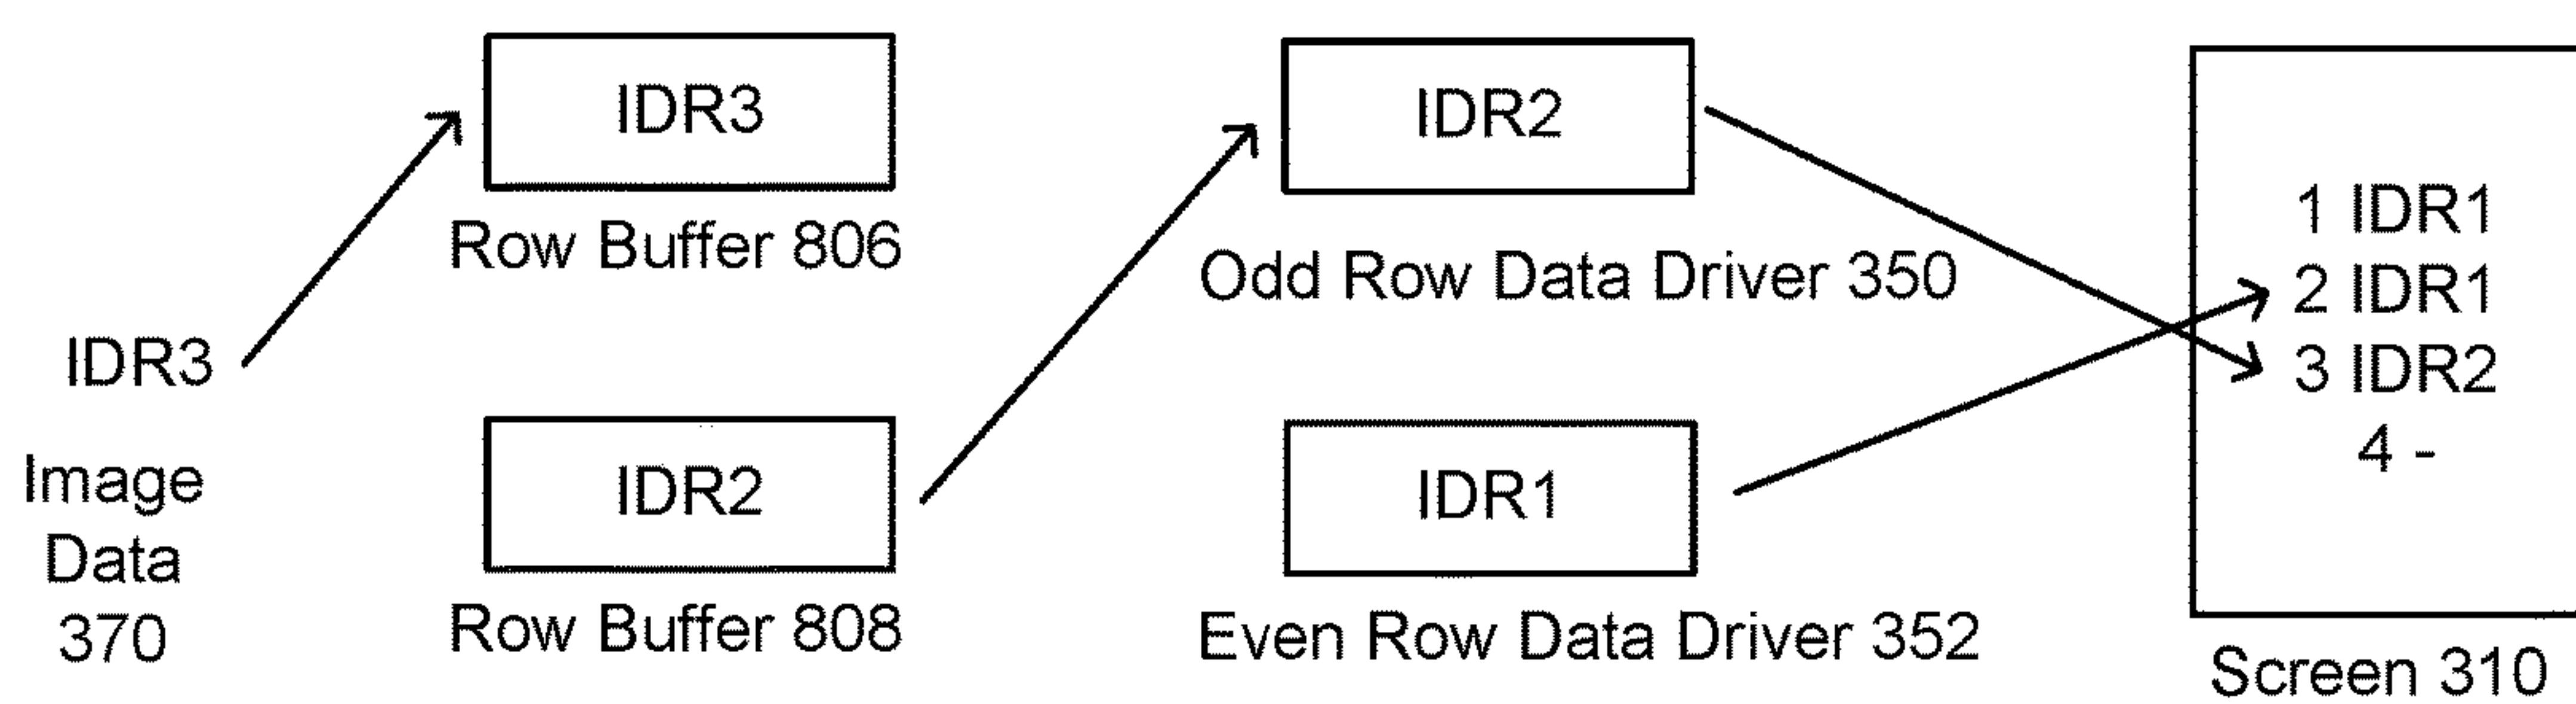 IDR3
Image
Data
370
IDR3
Row Buffer 806
IDR2
Row Buffer 808
IDR2
Odd Row Data Driver 350
IDR1
Even Row Data Driver 352
1 IDR1
2 IDR1
3 IDR2
4 -
Screen 310